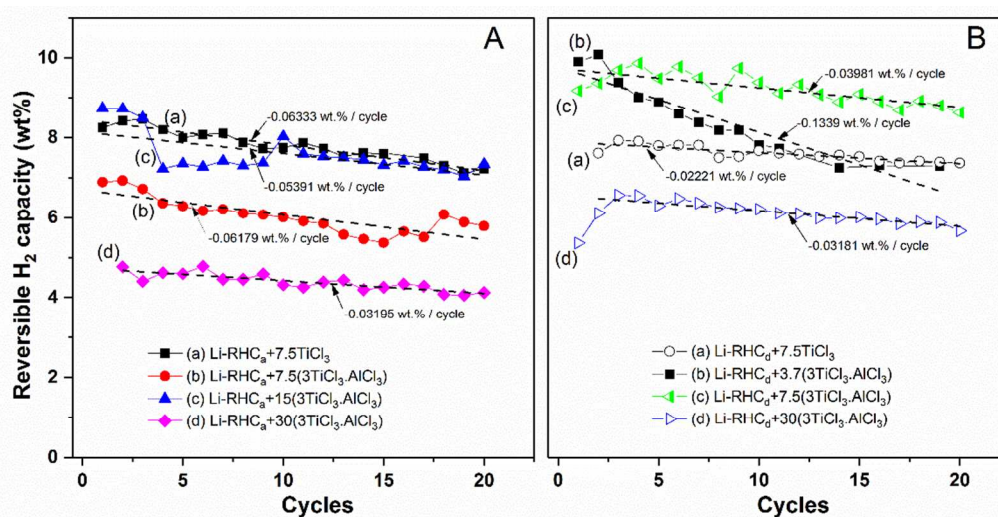 Reversible H2 capacity (wt%)
10
8
6
4
2
0
A
(a)
-0.06333 wt.% / cycle
(c)
-0.05391 wt.% / cycle
(b)
-0.06179 wt.% / cycle
(d)
-0.03195 wt.% / cycle
(a) Li-RHCa+7.5TiCl3
(b) Li-RHCa+7.5(3TiCl3.AlCl3)
(c) Li-RHCa+15(3TiCl3.AlCl3)
(d) Li-RHCa+30(3TiCl3.AlCl3)
0 5 10 15 20
Cycles
B
(b)
-0.03981 wt.% / cycle
(c)
-0.1339 wt.% / cycle
(a)
-0.02221 wt.% / cycle
-0.03181 wt.% / cycle
(d)
(a) Li-RHCd+7.5TiCl3
(b) Li-RHCd+3.7(3TiCl3.AlCl3)
(c) Li-RHCd+7.5(3TiCl3.AlCl3)
(d) Li-RHCd+30(3TiCl3.AlCl3)
0 5 10 15 20
Cycles